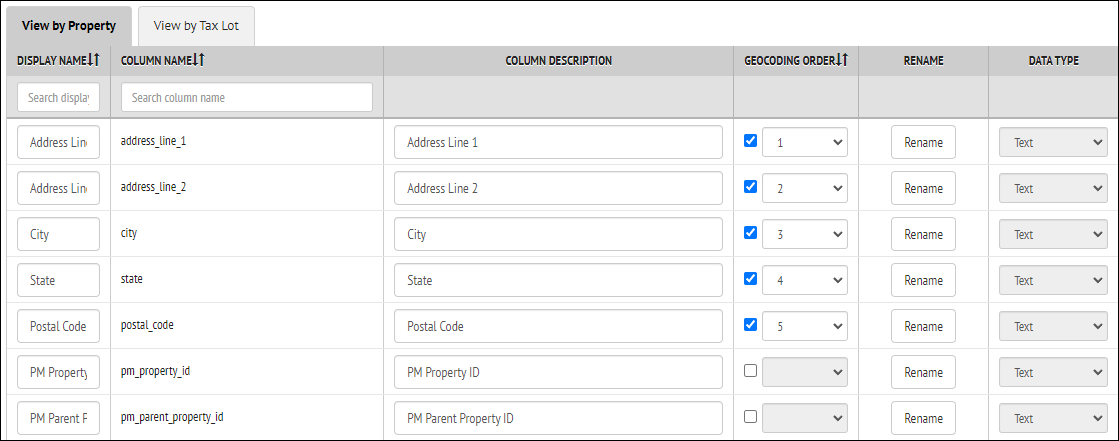 View by Property View by Tax Lot
DISPLAY NAME COLUMN NAME COLUMN DESCRIPTION GEOCODING ORDER RENAME DATA TYPE
Search display Search column name
Address Line address_line_1 Address Line 1 1 Rename Text
Address Line address_line_2 Address Line 2 2 Rename Text
City city City 3 Rename Text
State state State 4 Rename Text
Postal Code postal_code Postal Code 5 Rename Text
PM Property pm_property_id PM Property ID Rename Text
PM Parent P pm_parent_property_id PM Parent Property ID Rename Text